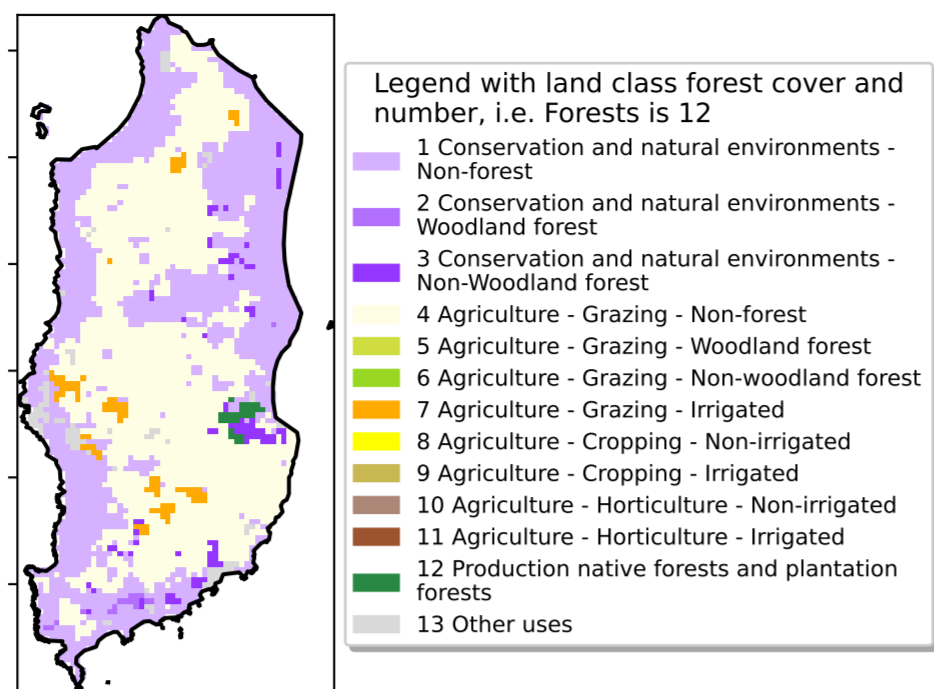 Legend with land class forest cover and
number, i.e. Forests is 12
1 Conservation and natural environments -
Non-forest
2 Conservation and natural environments -
Woodland forest
3 Conservation and natural environments -
Non-Woodland forest
4 Agriculture - Grazing - Non-forest
5 Agriculture - Grazing - Woodland forest
6 Agriculture - Grazing - Non-woodland forest
7 Agriculture - Grazing - Irrigated
8 Agriculture - Cropping - Non-irrigated
9 Agriculture - Cropping - Irrigated
10 Agriculture - Horticulture - Non-irrigated
11 Agriculture - Horticulture - Irrigated
12 Production native forests and plantation
forests
13 Other uses